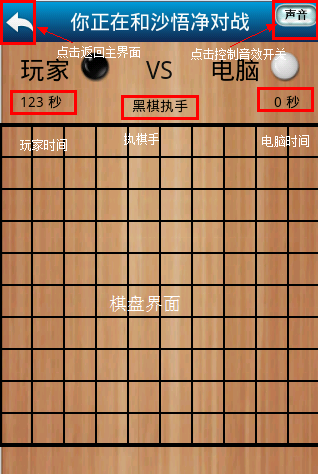 你正在和沙悟净对战
声音
点击返回主界面
点击控制音效开关
玩家 VS 电脑
123 秒
黑棋执手
0 秒
玩家时间
执棋手
电脑时间
棋盘界面